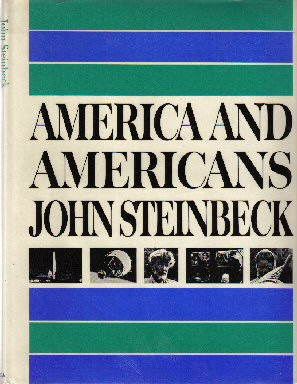 John Steinbeck
AMERICA AND
AMERICANS
JOHN STEINBECK